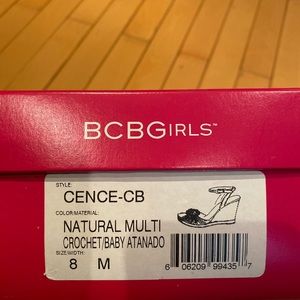 BCBGIRLS™
STYLE:
CENCE-CB
COLOR/MATERIAL:
NATURAL MULTI
CROCHET/BABY ATANADO
SIZE/WIDTH:
8 M
6 06209 99435 7